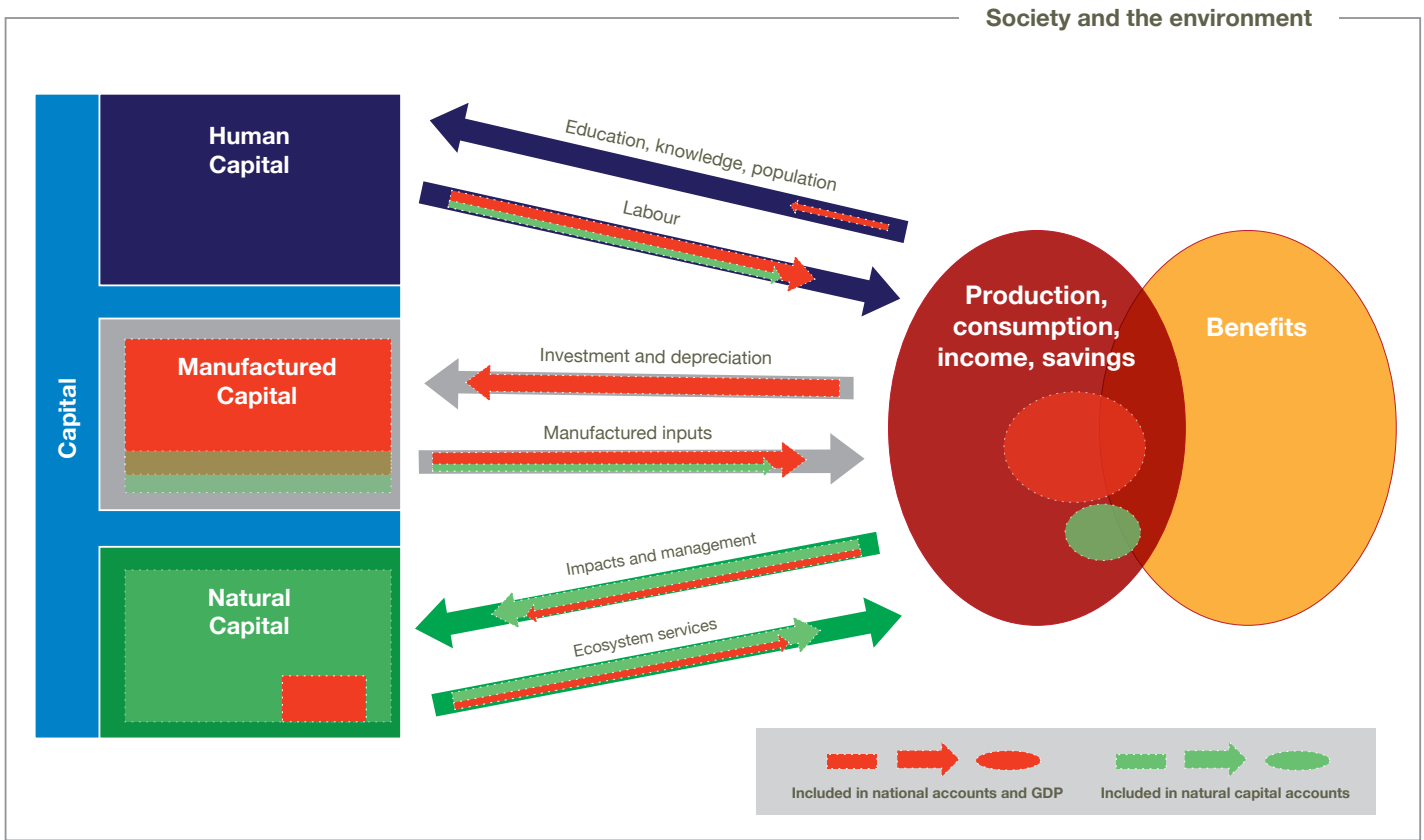 Society and the environment
Capital
Human
Capital
Education, knowledge, population
Labour
Manufactured
Capital
Investment and depreciation
Manufactured inputs
Natural
Capital
Impacts and management
Ecosystem services
Production,
consumption,
income, savings
Benefits
Included in national accounts and GDP
Included in natural capital accounts